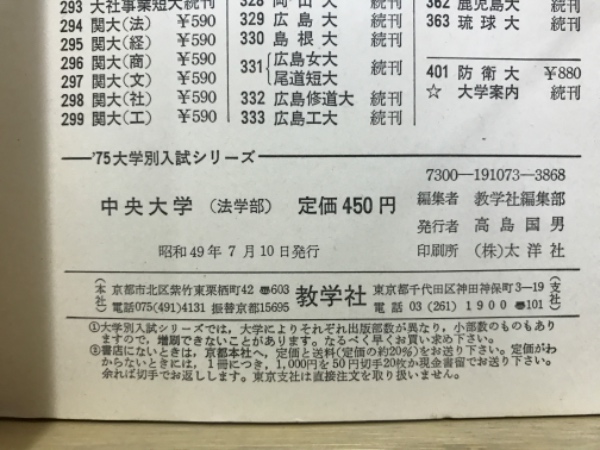 293 大社事業短大続刊
294 関大(法) ¥590
295 関大(経) ¥590
296 関大(商) ¥590
297 関大(文) ¥590
298 関大(社) ¥590
299 関大(工) ¥590
328 岡山大 続刊
329 広島大 続刊
330 島根大 続刊
331 広島女大 尾道短大 続刊
332 広島修道大 続刊
333 広島工大 続刊
362 鹿児島大 続刊
363 琉球大 続刊
401 防衛大 ¥880
☆ 大学案内 続刊
'75大学別入試シリーズ
7300―191073―3868
中央大学 (法学部) 定価450円
編集者 教学社編集部
発行者 高島国男
昭和49年7月10日発行
印刷所 (株)太洋社
(本社) 京都市北区紫竹東栗栖町42 〠603
電話075(491)4131 振替京都15695
教学社
東京都千代田区神田神保町3―19 (支社)
電話 03 (261) 1900 〠101
①大学別入試シリーズでは,大学によりそれぞれ出版部数が異なり,小部数のものもあり
ますので,増刷できないことがあります。なるべく早くお買い求め下さい。
②書店にないときは,京都本社へ,定価と送料(定価の約20%)をお送り下さい。定価がわ
からないときには,1冊につき,1,000円を50円切手20枚か現金書留でお送り下さい。
余れば切手でお返しします。東京支社は直接注文を取り扱いません。